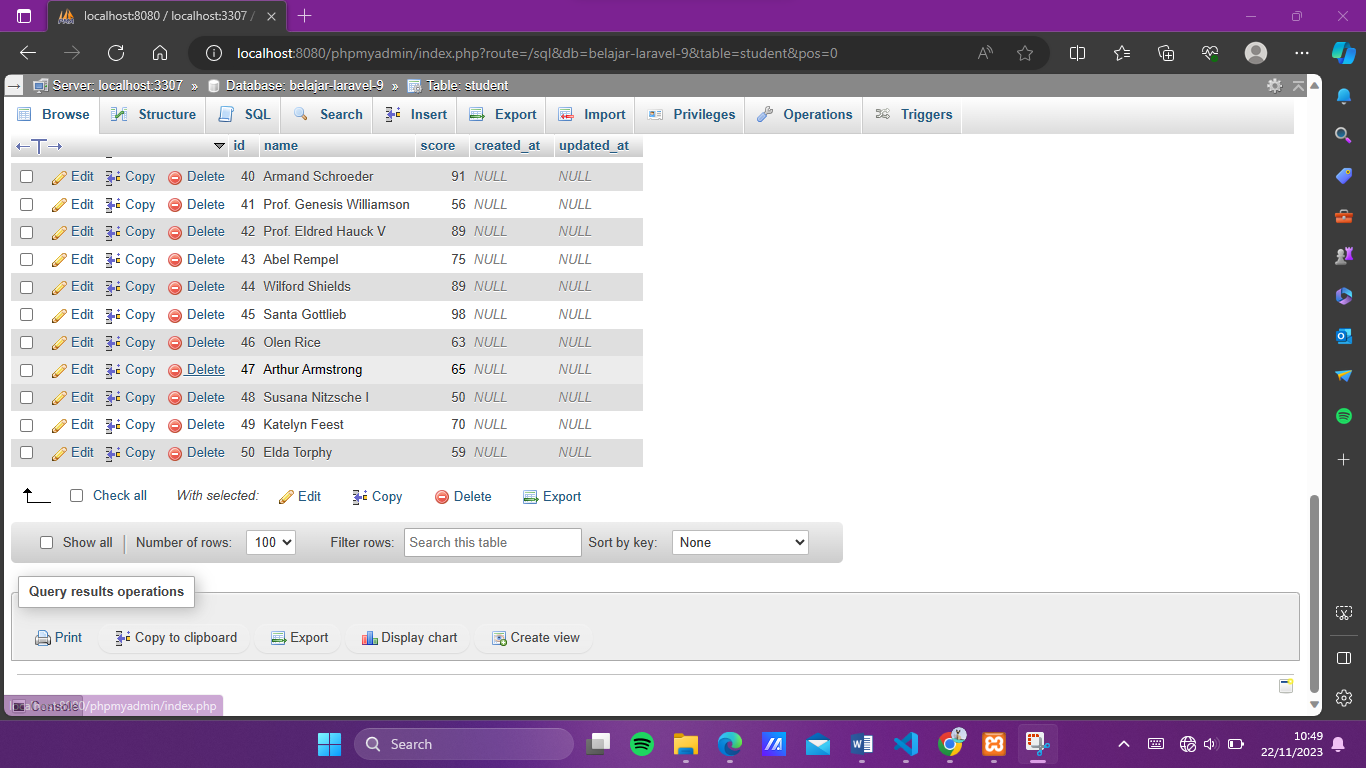 localhost:8080 / localhost:3307 /
localhost:8080/phpmyadmin/index.php?route=/sql&db=belajar-laravel-9&table=student&pos=0
Server: localhost:3307 » Database: belajar-laravel-9 » Table: student
Browse Structure SQL Search Insert Export Import Privileges Operations Triggers
id name score created_at updated_at
Edit Copy Delete 40 Armand Schroeder 91 NULL NULL
Edit Copy Delete 41 Prof. Genesis Williamson 56 NULL NULL
Edit Copy Delete 42 Prof. Eldred Hauck V 89 NULL NULL
Edit Copy Delete 43 Abel Rempel 75 NULL NULL
Edit Copy Delete 44 Wilford Shields 89 NULL NULL
Edit Copy Delete 45 Santa Gottlieb 98 NULL NULL
Edit Copy Delete 46 Olen Rice 63 NULL NULL
Edit Copy Delete 47 Arthur Armstrong 65 NULL NULL
Edit Copy Delete 48 Susana Nitzsche I 50 NULL NULL
Edit Copy Delete 49 Katelyn Feest 70 NULL NULL
Edit Copy Delete 50 Elda Torphy 59 NULL NULL
Check all With selected: Edit Copy Delete Export
Show all Number of rows: 100 Filter rows: Search this table Sort by key: None
Query results operations
Print Copy to clipboard Export Display chart Create view
Console /phpmyadmin/index.php
Search
10:49
22/11/2023